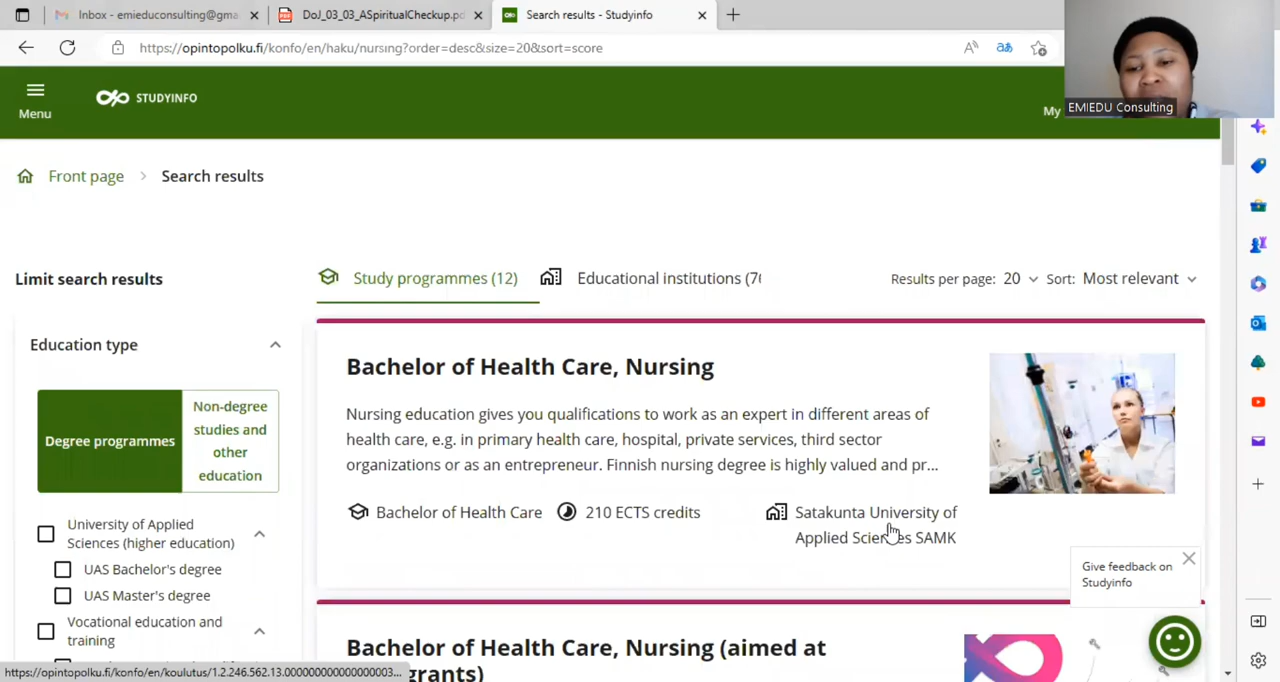 Inbox - emieduconsulting@gma
DoJ_03_03_ASpiritualCheckup.pd
Search results - Studyinfo
https://opintopolku.fi/konfo/en/haku/nursing?order=desc&size=20&sort=score
EMIEDU Consulting
Menu
STUDYINFO
My
Front page
Search results
Limit search results
Study programmes (12)
Educational institutions (76
Results per page: 20
Sort: Most relevant
Education type
Degree programmes
Non-degree
studies and
other
education
University of Applied
Sciences (higher education)
UAS Bachelor's degree
UAS Master's degree
Vocational education and
training
Bachelor of Health Care, Nursing
Nursing education gives you qualifications to work as an expert in different areas of
health care, e.g. in primary health care, hospital, private services, third sector
organizations or as an entrepreneur. Finnish nursing degree is highly valued and pr...
Bachelor of Health Care
210 ECTS credits
Satakunta University of
Applied Sciences SAMK
Give feedback on
Studyinfo
Bachelor of Health Care, Nursing (aimed at
grants)
https://opintopolku.fi/konfo/en/koulutus/1.2.246.562.13.00000000000000000003...